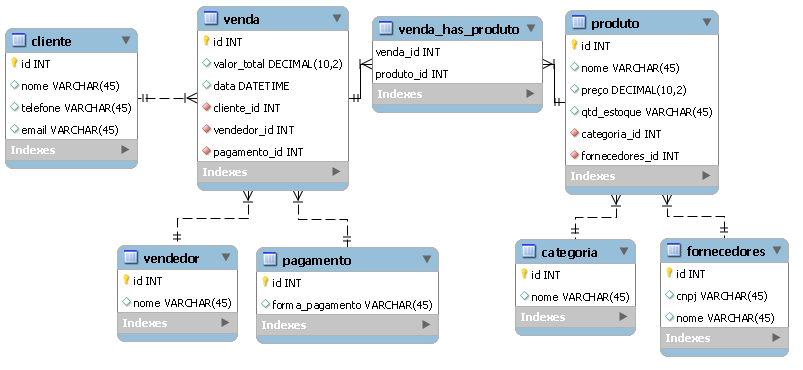 cliente
id INT
nome VARCHAR(45)
telefone VARCHAR(45)
email VARCHAR(45)
Indexes
venda
id INT
valor_total DECIMAL(10,2)
data DATETIME
cliente_id INT
vendedor_id INT
pagamento_id INT
Indexes
venda_has_produto
venda_id INT
produto_id INT
Indexes
produto
id INT
nome VARCHAR(45)
preço DECIMAL(10,2)
qtd_estoque VARCHAR(45)
categoria_id INT
fornecedores_id INT
Indexes
vendedor
id INT
nome VARCHAR(45)
Indexes
pagamento
id INT
forma_pagamento VARCHAR(45)
Indexes
categoria
id INT
nome VARCHAR(45)
Indexes
fornecedores
id INT
cnpj VARCHAR(45)
nome VARCHAR(45)
Indexes